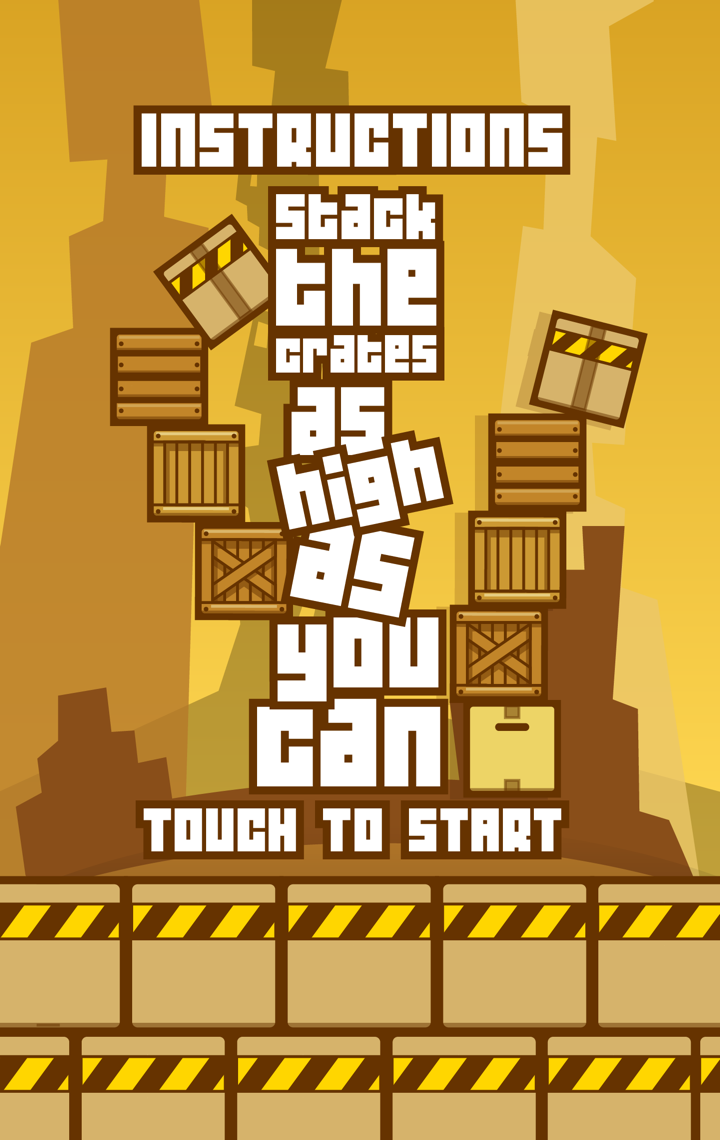 INSTRUCTIONS
stack
the
crates
as
high
as
you
can
TOUCH TO START